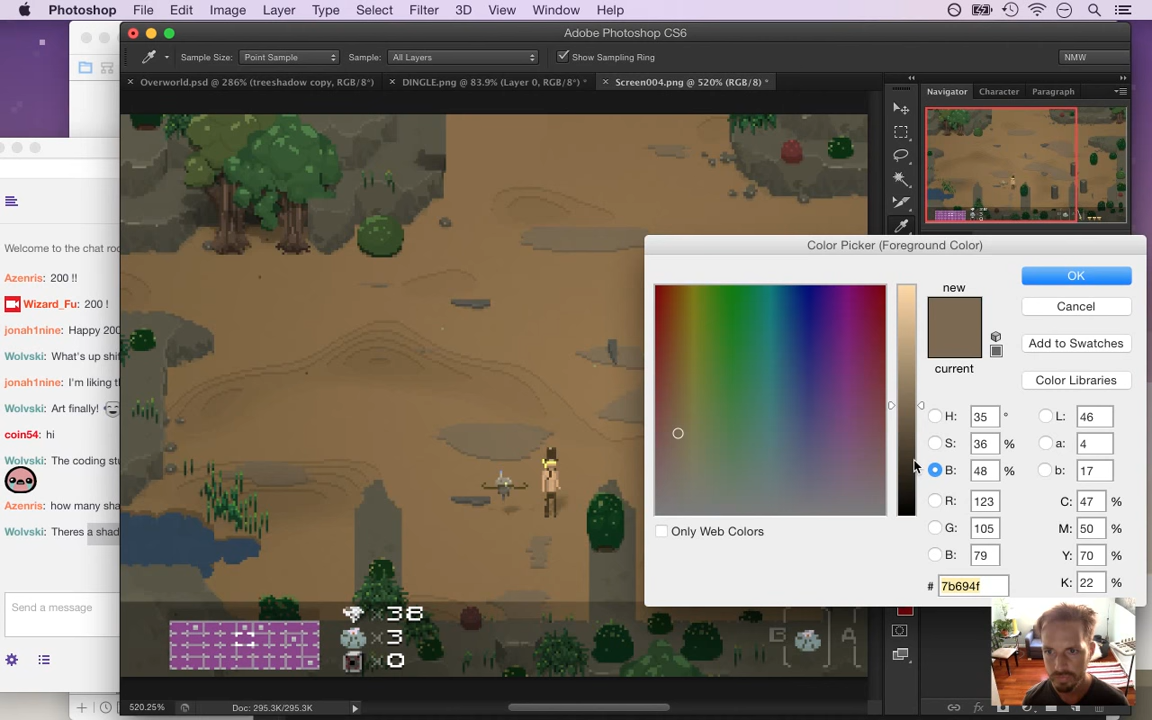 Photoshop File Edit Image Layer Type Select Filter 3D View Window Help
Adobe Photoshop CS6
Sample Size: Point Sample Sample: All Layers Show Sampling Ring NMW
Overworld.psd @ 286% (treeshadow copy, RGB/8*) DINGLE.png @ 83.9% (Layer 0, RGB/8*) * Screen004.png @ 520% (RGB/8) *
Navigator Character Paragraph
Welcome to the chat roo
Azenris: 200 !!
Wizard_Fu: 200 !
jonah1nine: Happy 200
Wolvski: What's up shi
jonah1nine: I'm liking t
Wolvski: Art finally!
coin54: hi
Wolvski: The coding stu
Azenris: how many sha
Wolvski: Theres a shad
Send a message
×38
×3
×0
B A
Color Picker (Foreground Color)
new
current
OK
Cancel
Add to Swatches
Color Libraries
H: 35 ° L: 46
S: 36 % a: 4
B: 48 % b: 17
R: 123 C: 47 %
G: 105 M: 50 %
B: 79 Y: 70 %
# 7b694f K: 22 %
Only Web Colors
520.25% Doc: 295.3K/295.3K
fx